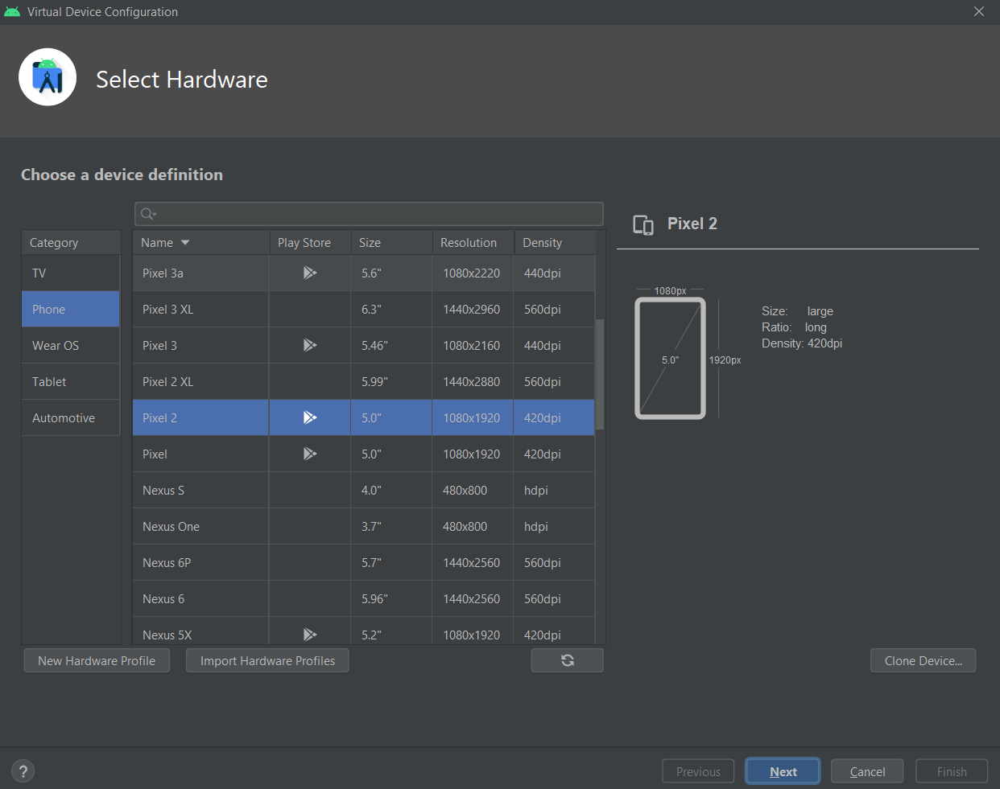 Virtual Device Configuration
Select Hardware
Choose a device definition
Category
TV
Phone
Wear OS
Tablet
Automotive
Name Play Store Size Resolution Density
Pixel 3a 5.6" 1080x2220 440dpi
Pixel 3 XL 6.3" 1440x2960 560dpi
Pixel 3 5.46" 1080x2160 440dpi
Pixel 2 XL 5.99" 1440x2880 560dpi
Pixel 2 5.0" 1080x1920 420dpi
Pixel 5.0" 1080x1920 420dpi
Nexus S 4.0" 480x800 hdpi
Nexus One 3.7" 480x800 hdpi
Nexus 6P 5.7" 1440x2560 560dpi
Nexus 6 5.96" 1440x2560 560dpi
Nexus 5X 5.2" 1080x1920 420dpi
Pixel 2
1080px
5.0"
1920px
Size: large
Ratio: long
Density: 420dpi
New Hardware Profile
Import Hardware Profiles
Clone Device...
?
Previous
Next
Cancel
Finish